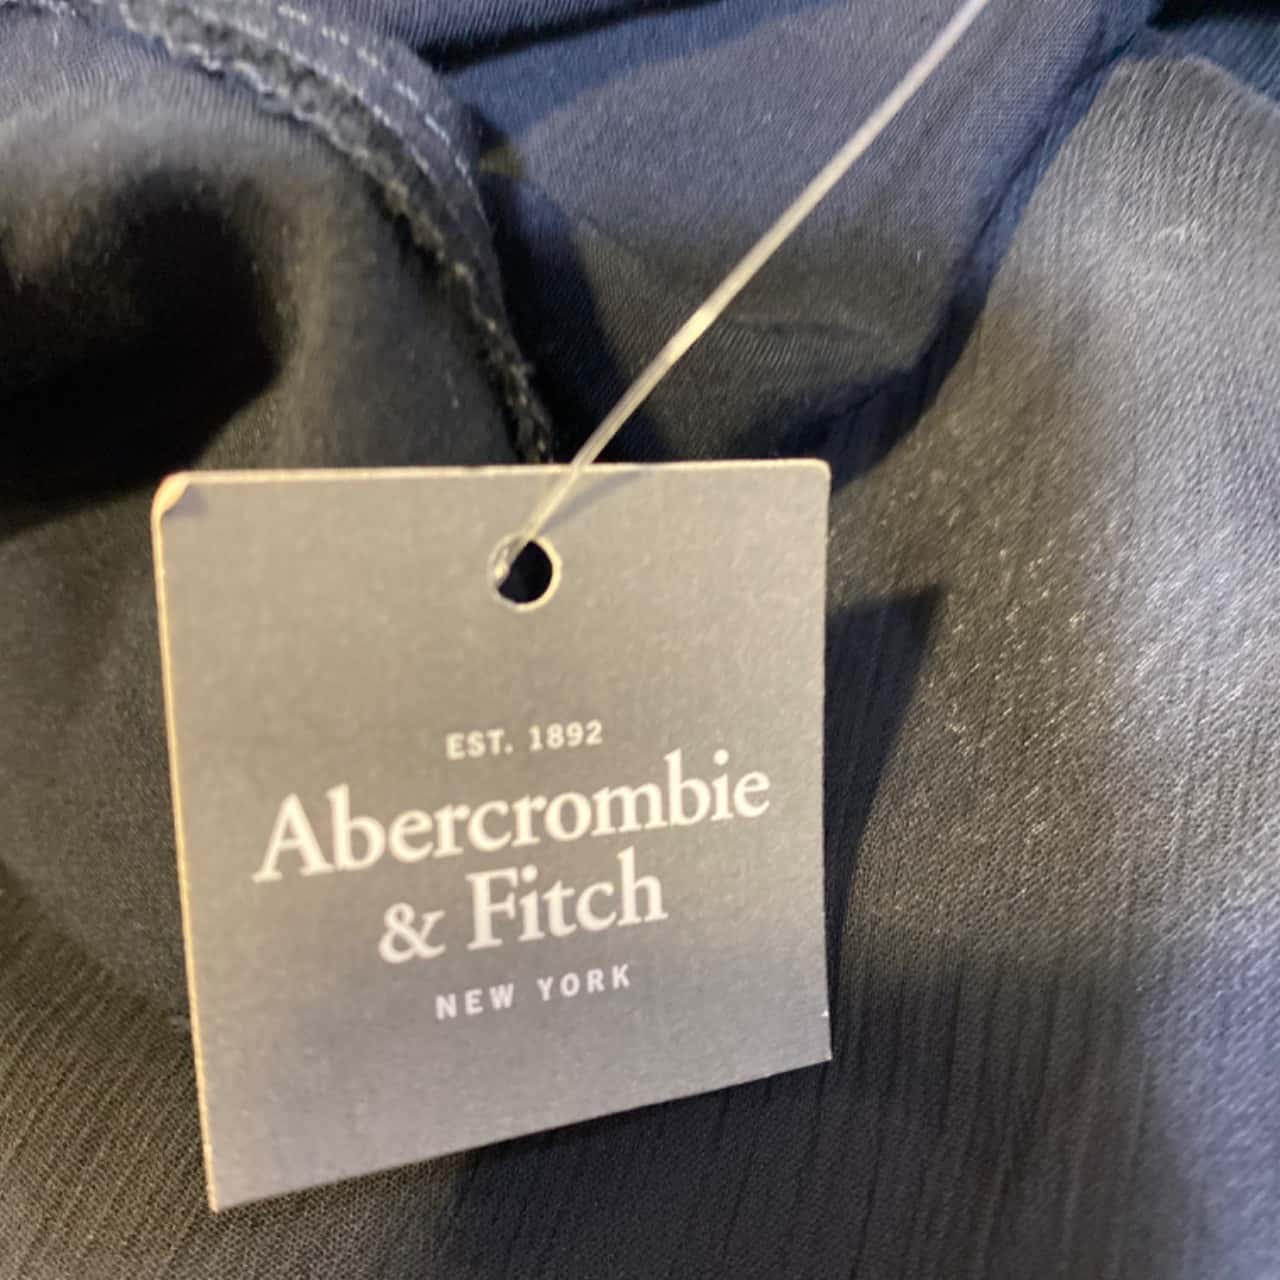 EST. 1892
Abercrombie
& Fitch
NEW YORK